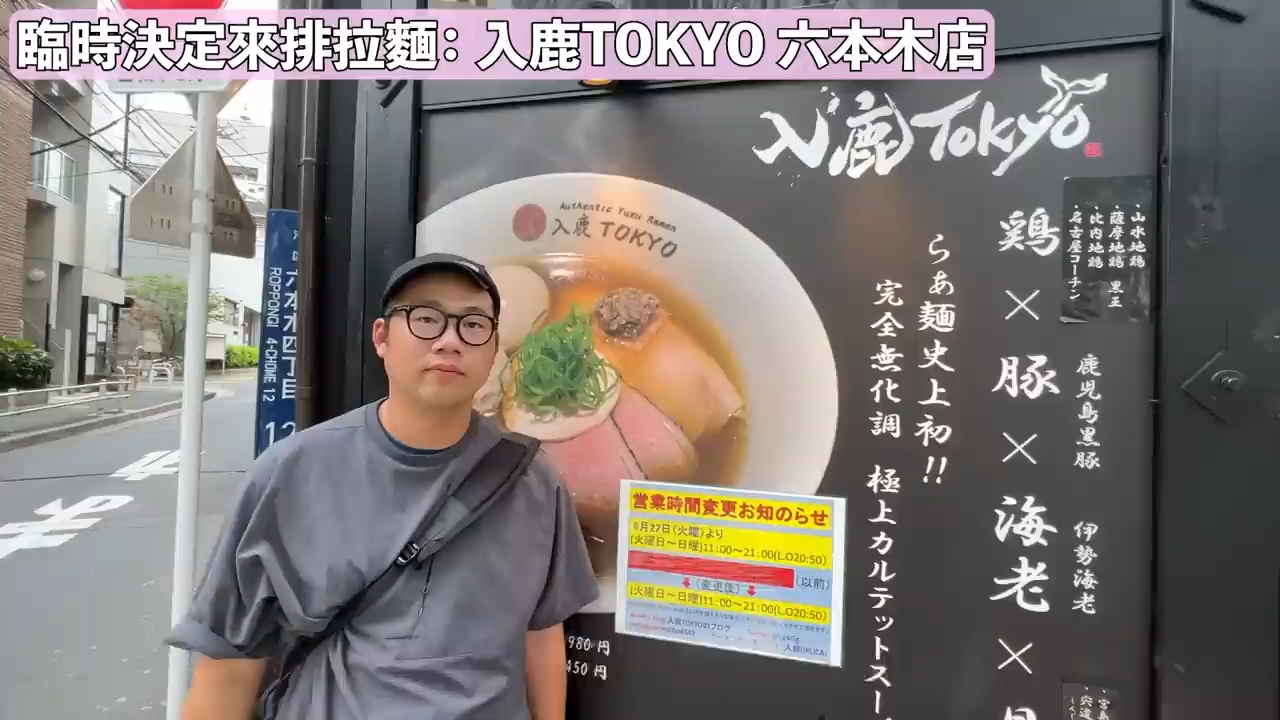 臨時決定來排拉麵：入鹿TOKYO 六本木店
入鹿Tokyo
Authentic Yuzu Ramen
入鹿 TOKYO
鶏×豚×海老×
山水地鶏
薩摩地鶏 黒王
比内地鶏
名古屋コーチン
鹿児島黒豚
伊勢海老
らぁ麺史上初!!
完全無化調 極上カルテットスー
六本木四丁目
ROPPONGI 4-CHOME 12
12
営業時間変更お知のらせ
6月27日(火曜)より
(火曜日～日曜)11:00～21:00(LO20:50)
(以前)
(変更後)
(火曜日～日曜)11:00～21:00(LO20:50)
入鹿TOKYOのブログ
980円
450円